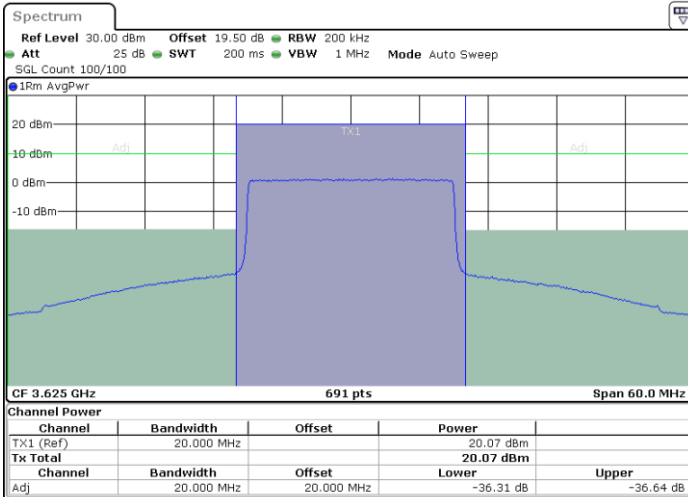 Spectrum
Ref Level 30.00 dBm Offset 19.50 dB RBW 200 kHz
Att 25 dB SWT 200 ms VBW 1 MHz Mode Auto Sweep
SGL Count 100/100
1Rm AvgPwr
20 dBm
TX1
10 dBm Adj Adj
0 dBm
-10 dBm
CF 3.625 GHz 691 pts Span 60.0 MHz
Channel Power
Channel Bandwidth Offset Power
TX1 (Ref) 20.000 MHz 20.07 dBm
Tx Total 20.07 dBm
Channel Bandwidth Offset Lower Upper
Adj 20.000 MHz 20.000 MHz -36.31 dB -36.64 dB